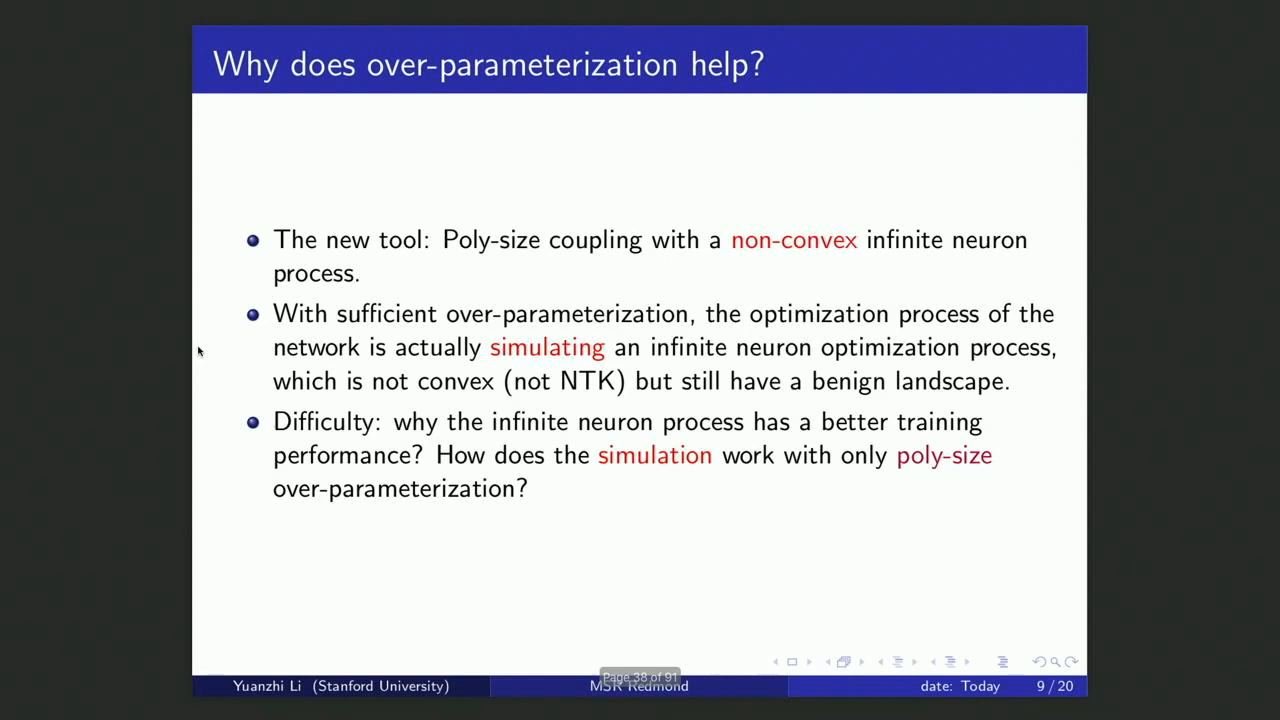 Why does over-parameterization help?
The new tool: Poly-size coupling with a non-convex infinite neuron
process.
With sufficient over-parameterization, the optimization process of the
network is actually simulating an infinite neuron optimization process,
which is not convex (not NTK) but still have a benign landscape.
Difficulty: why the infinite neuron process has a better training
performance? How does the simulation work with only poly-size
over-parameterization?
Page 38 of 91
Yuanzhi Li (Stanford University) MSR Redmond date: Today 9 / 20